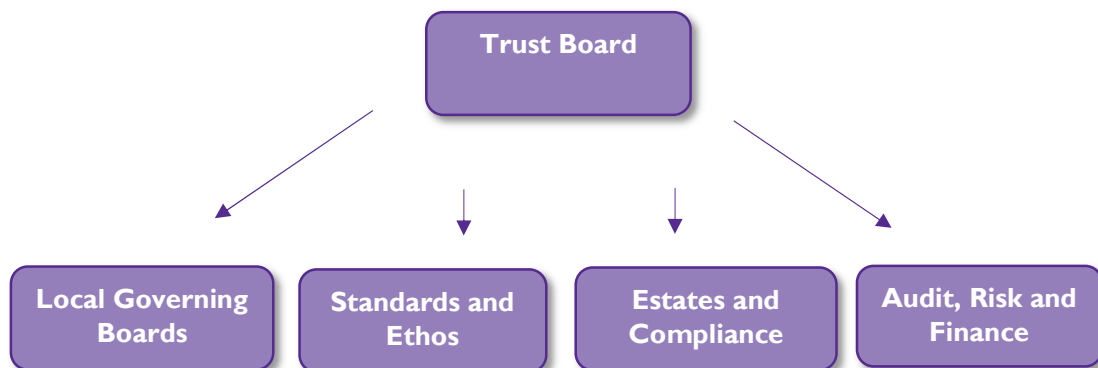 Trust Board
Local Governing
Boards
Standards and
Ethos
Estates and
Compliance
Audit, Risk and
Finance